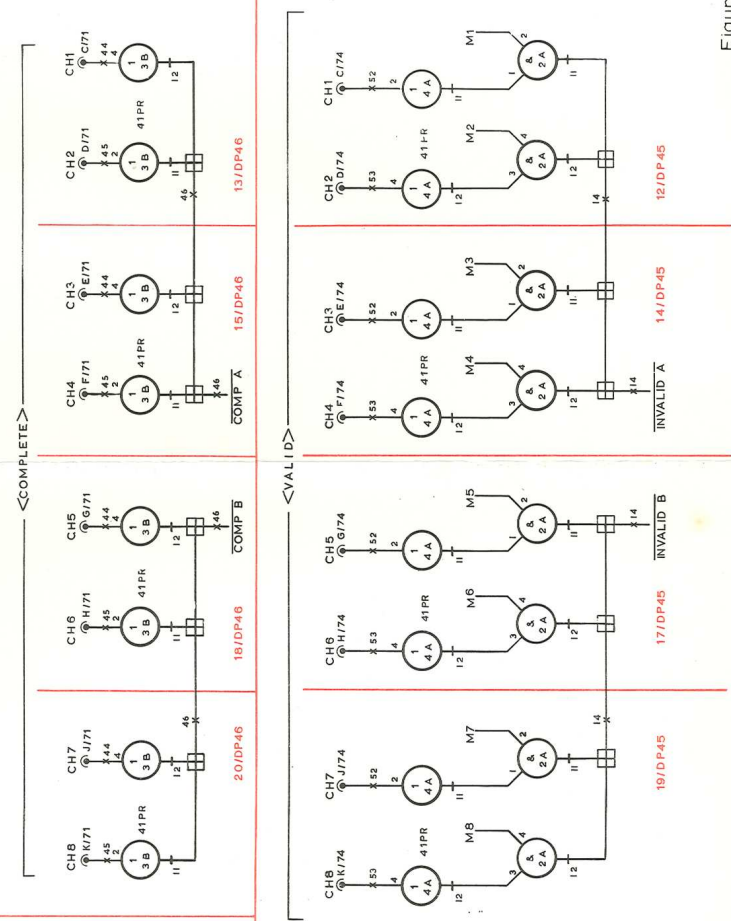 <COMPLETE>
CH8 CH7 CH6 CH5 CH4 CH3 CH2 CH1
K/71 J/71 H/71 G/71 F/71 E/71 D/71 C/71
45 44 45 44 45 44 45 44
2 4 2 4 2 4 2 4
1 1 1 1 1 1 1 1
41PR 41PR 41PR 41PR
3B 3B 3B 3B 3B 3B 3B 3B
11 12 11 12 11 12 11 12
46 46 46 46
COMP B COMP A
20/DP46 18/DP46 15/DP46 13/DP46
<VALID>
CH8 CH7 CH6 CH5 CH4 CH3 CH2 CH1
K/74 J/74 H/74 G/74 F/74 E/74 D/74 C/74
53 52 53 52 53 52 53 52
4 2 4 2 4 2 4 2
1 1 1 1 1 1 1 1
41PR 41PR 41PR 41PR
4A 4A 4A 4A 4A 4A 4A 4A
12 11 12 11 12 11 12 11
M8 M7 M6 M5 M4 M3 M2 M1
3 4 1 2 3 4 1 2 3 4 1 2 3 4 1 2
& & & & & & & &
2A 2A 2A 2A 2A 2A 2A 2A
12 11 12 11 12 11 12 11
14 14 14 14
INVALID B INVALID A
19/DP45 17/DP45 14/DP45 12/DP45